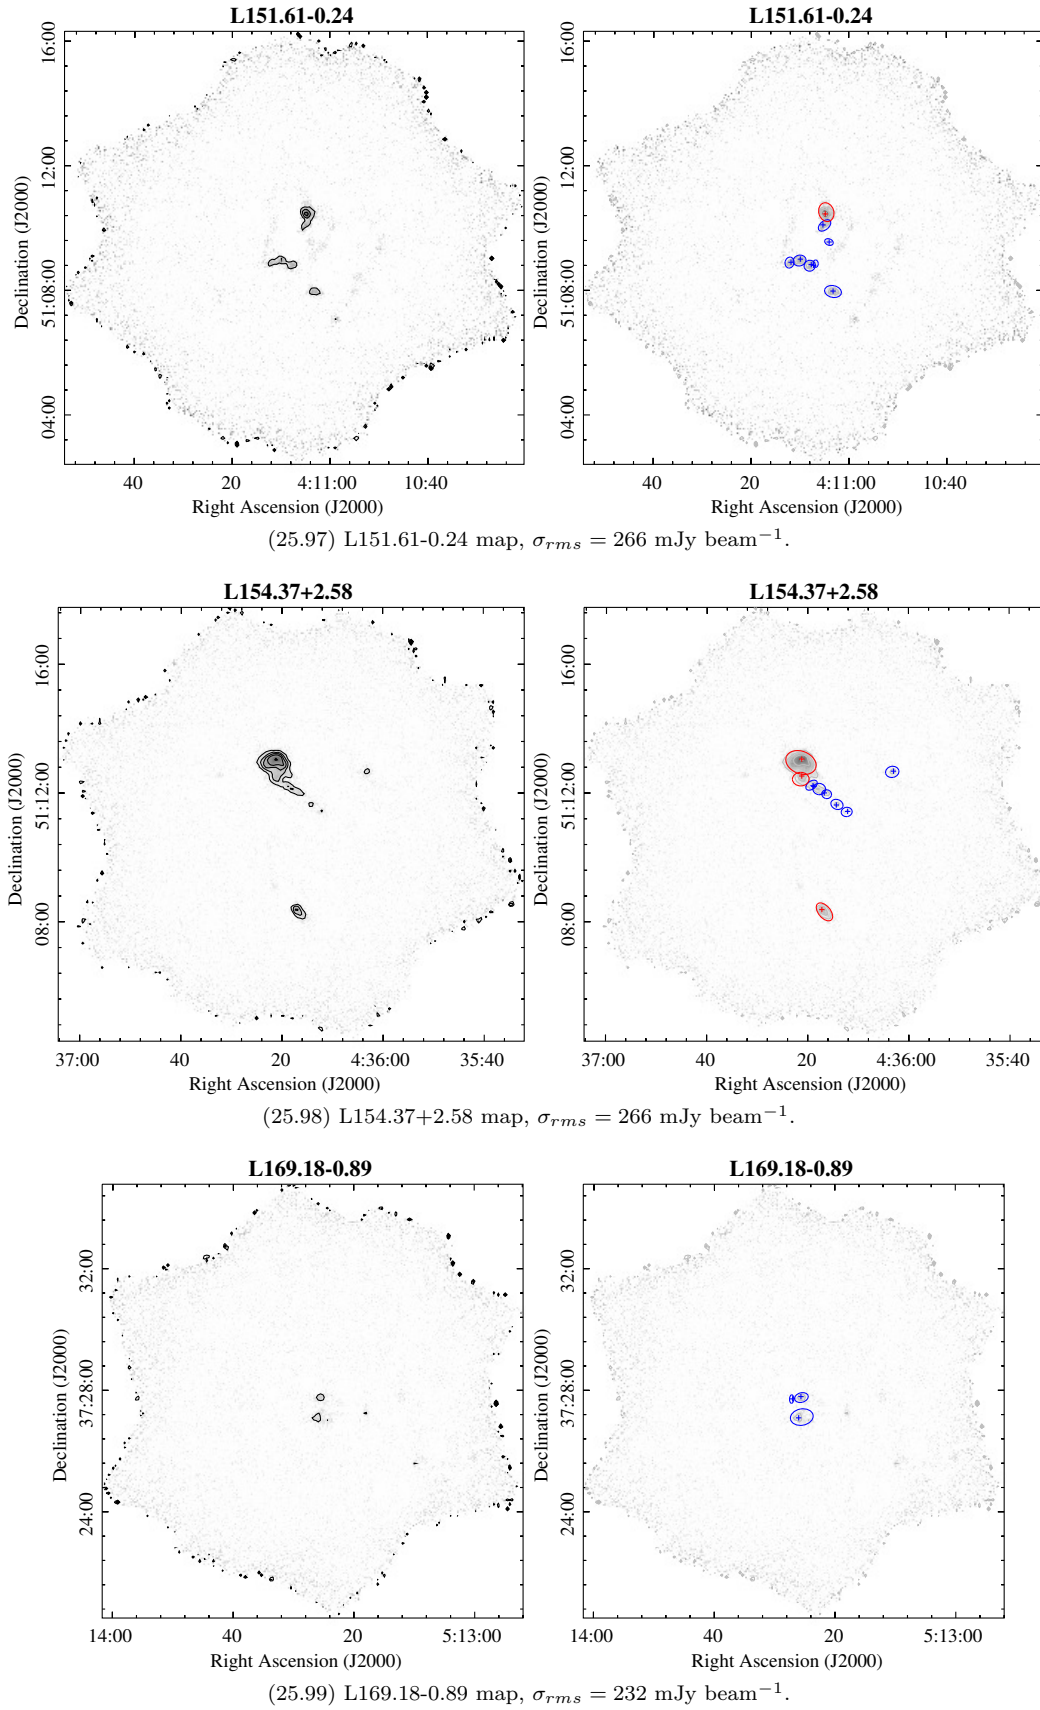 L151.61-0.24 L151.61-0.24
16:00
12:00
51:08:00
04:00
Declination (J2000)
Declination (J2000)
16:00
12:00
51:08:00
04:00
40 20 4:11:00 10:40 40 20 4:11:00 10:40
Right Ascension (J2000) Right Ascension (J2000)
(25.97) L151.61-0.24 map, σrms = 266 mJy beam−1.
L154.37+2.58 L154.37+2.58
16:00
51:12:00
08:00
Declination (J2000)
Declination (J2000)
16:00
51:12:00
08:00
37:00 40 20 4:36:00 35:40 37:00 40 20 4:36:00 35:40
Right Ascension (J2000) Right Ascension (J2000)
(25.98) L154.37+2.58 map, σrms = 266 mJy beam−1.
L169.18-0.89 L169.18-0.89
32:00
37:28:00
24:00
Declination (J2000)
Declination (J2000)
32:00
37:28:00
24:00
14:00 40 20 5:13:00 14:00 40 20 5:13:00
Right Ascension (J2000) Right Ascension (J2000)
(25.99) L169.18-0.89 map, σrms = 232 mJy beam−1.